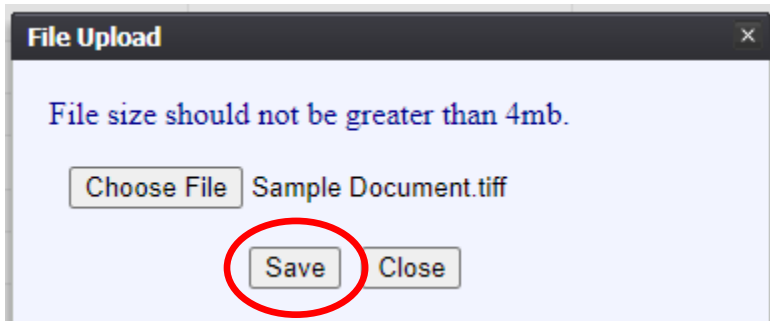 File Upload
File size should not be greater than 4mb.
Choose File Sample Document.tiff
Save Close